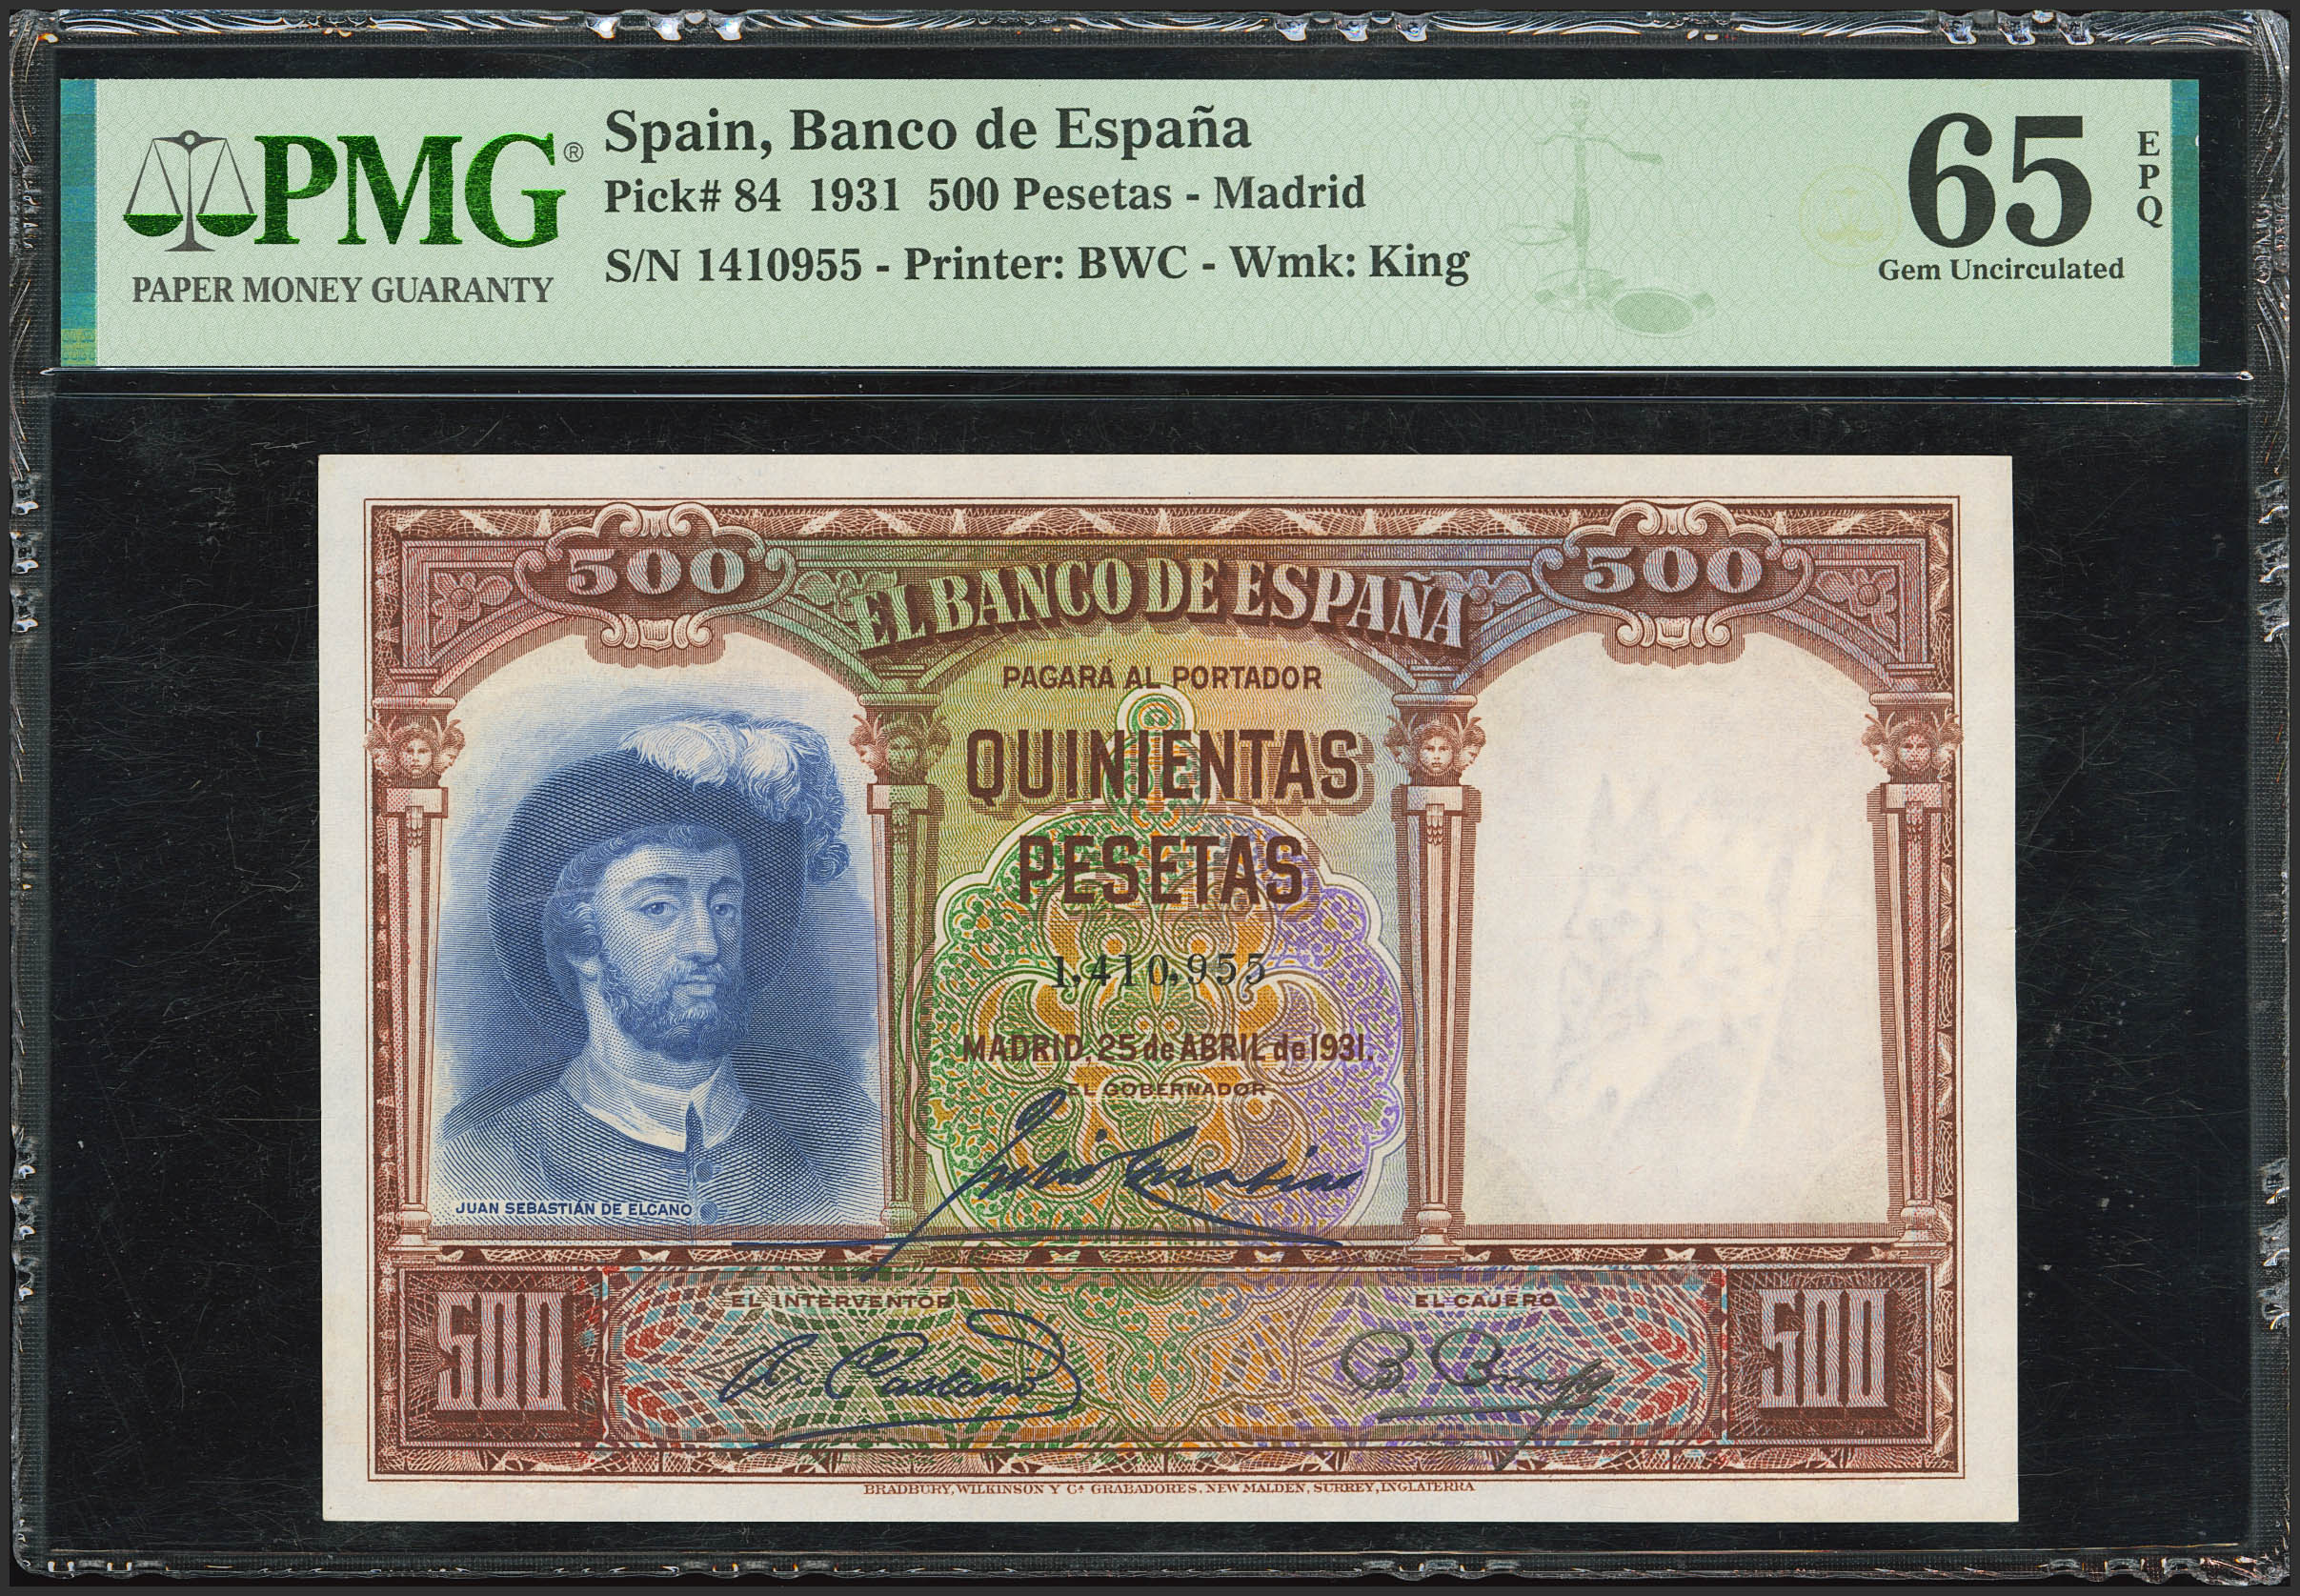 PMG®
PAPER MONEY GUARANTY
Spain, Banco de España
Pick# 84 1931 500 Pesetas - Madrid
S/N 1410955 - Printer: BWC - Wmk: King
65
EPQ
Gem Uncirculated
500
500
EL BANCO DE ESPAÑA
PAGARÁ AL PORTADOR
QUINIENTAS
PESETAS
1,410,955
MADRID, 25 de ABRIL de 1931.
EL GOBERNADOR
JUAN SEBASTIÁN DE ELCANO
EL INTERVENTOR
EL CAJERO
500
500
BRADBURY, WILKINSON Y Cª GRABADORES, NEW MALDEN, SURREY, INGLATERRA